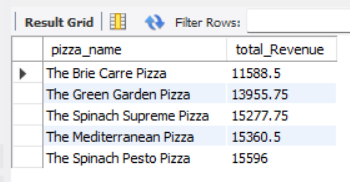 Result Grid Filter Rows:
pizza_name total_Revenue
The Brie Carre Pizza 11588.5
The Green Garden Pizza 13955.75
The Spinach Supreme Pizza 15277.75
The Mediterranean Pizza 15360.5
The Spinach Pesto Pizza 15596